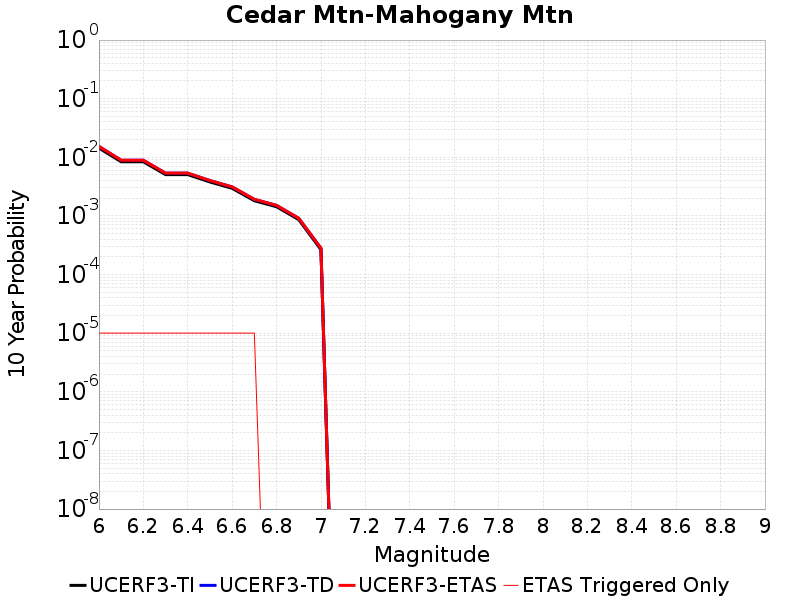 Cedar Mtn-Mahogany Mtn
10 Year Probability
10^0
10^-1
10^-2
10^-3
10^-4
10^-5
10^-6
10^-7
10^-8
6 6.2 6.4 6.6 6.8 7 7.2 7.4 7.6 7.8 8 8.2 8.4 8.6 8.8 9
Magnitude
UCERF3-TI UCERF3-TD UCERF3-ETAS ETAS Triggered Only